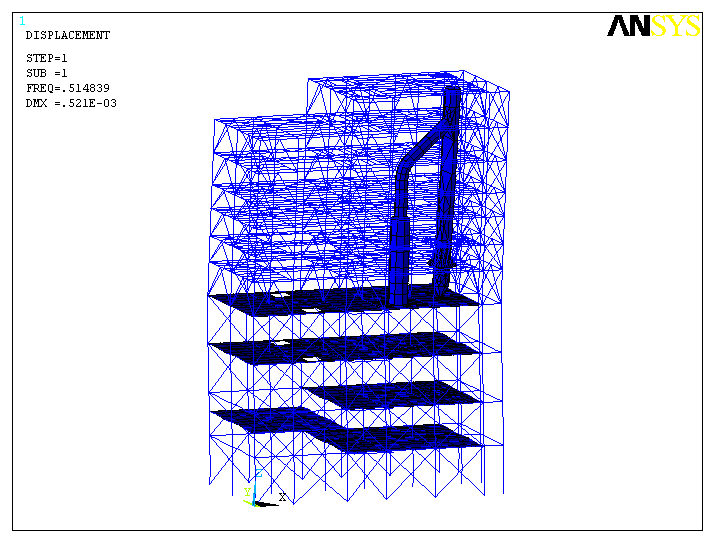 1
DISPLACEMENT
STEP=1
SUB =1
FREQ=.514839
DMX =.521E-03
ANSYS
Z
Y
X